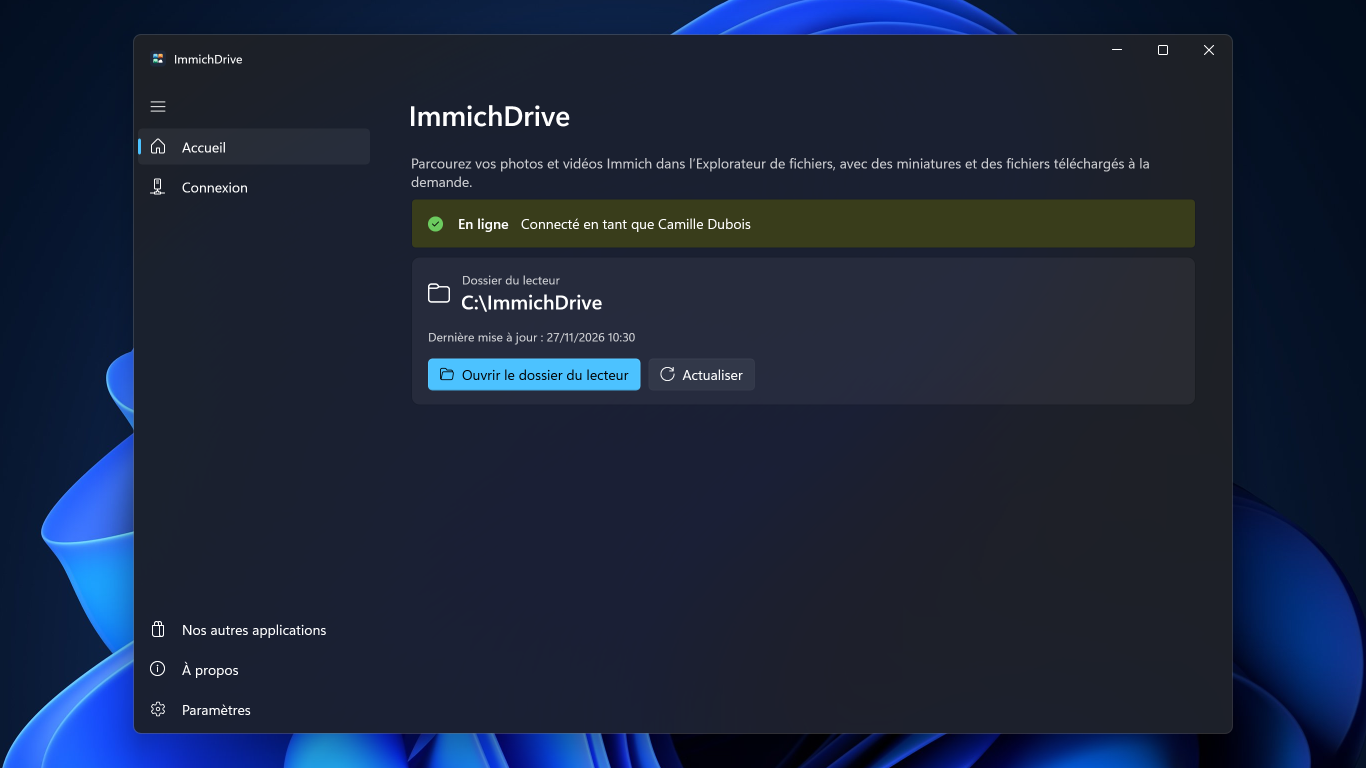 ImmichDrive
Accueil
Connexion
ImmichDrive
Parcourez vos photos et vidéos Immich dans l’Explorateur de fichiers, avec des miniatures et des fichiers téléchargés à la
demande.
En ligne Connecté en tant que Camille Dubois
Dossier du lecteur
C:\ImmichDrive
Dernière mise à jour : 27/11/2026 10:30
Ouvrir le dossier du lecteur
Actualiser
Nos autres applications
À propos
Paramètres